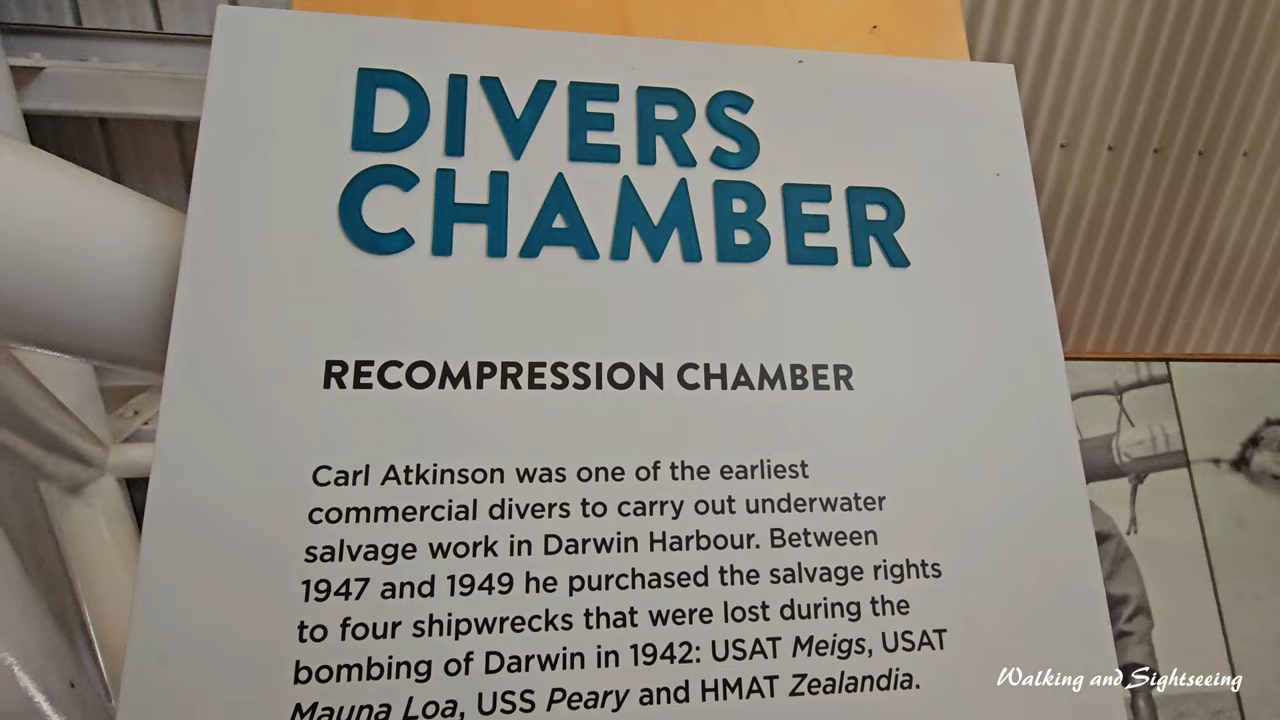 DIVERS
CHAMBER
RECOMPRESSION CHAMBER
Carl Atkinson was one of the earliest
commercial divers to carry out underwater
salvage work in Darwin Harbour. Between
1947 and 1949 he purchased the salvage rights
to four shipwrecks that were lost during the
bombing of Darwin in 1942: USAT Meigs, USAT
Mauna Loa, USS Peary and HMAT Zealandia.
Walking and Sightseeing